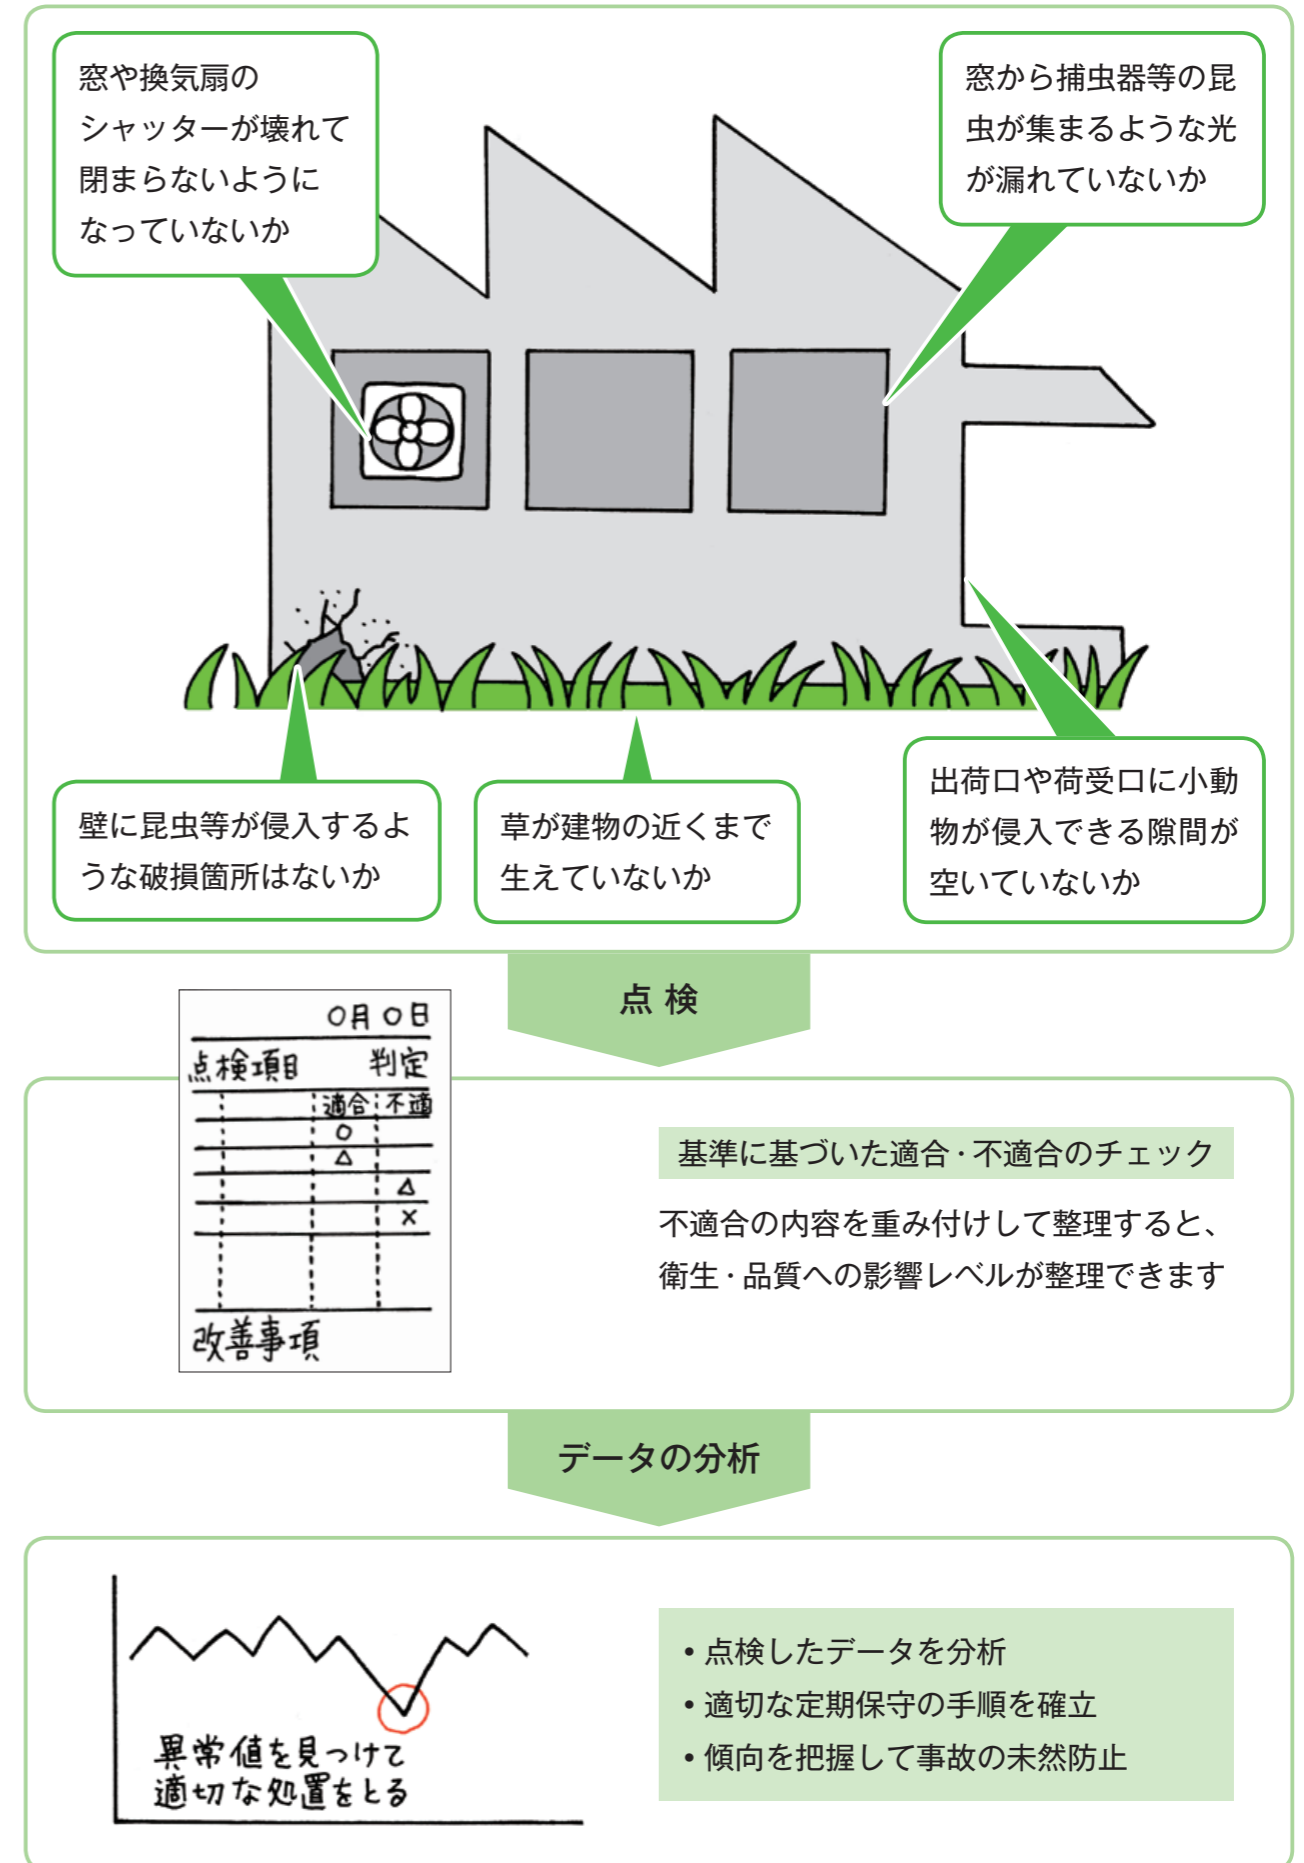 窓や換気扇の
シャッターが壊れて
閉まらないように
なっていないか
窓から捕虫器等の昆
虫が集まるような光
が漏れていないか
壁に昆虫等が侵入するよ
うな破損箇所はないか
草が建物の近くまで
生えていないか
出荷口や荷受口に小動
物が侵入できる隙間が
空いていないか
点 検
〇月〇日
点検項目 判定
適合 不適
○
△
△
×
改善事項
基準に基づいた適合・不適合のチェック
不適合の内容を重み付けして整理すると、
衛生・品質への影響レベルが整理できます
データの分析
異常値を見つけて
適切な処置をとる
• 点検したデータを分析
• 適切な定期保守の手順を確立
• 傾向を把握して事故の未然防止